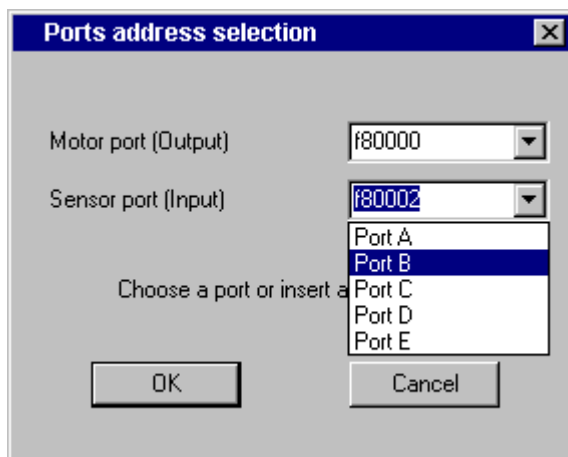 Ports address selection
Motor port (Output)
f80000
Sensor port (Input)
f80002
Port A
Port B
Choose a port or insert a
Port C
Port D
Port E
OK
Cancel